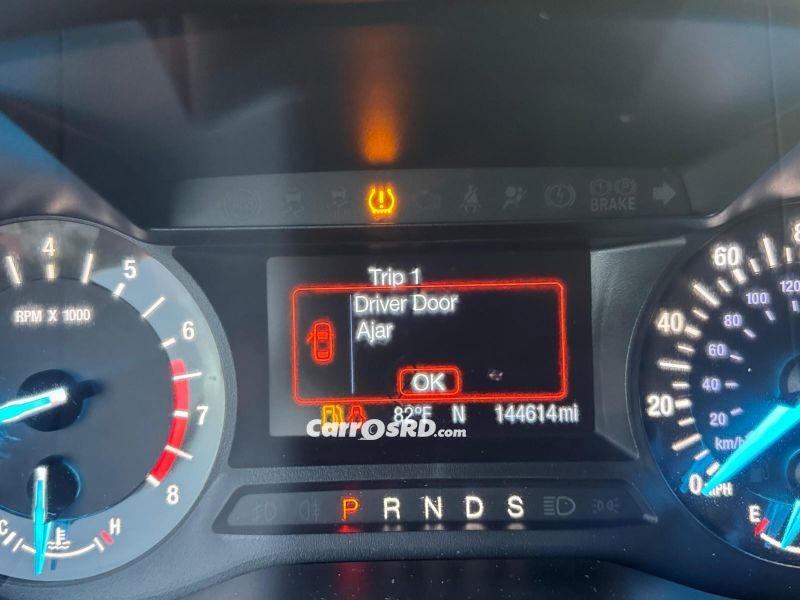 BRAKE
4
5
6
7
8
RPM X 1000
C
H
Trip 1
Driver Door
Ajar
OK
82°F N 144614mi
CarrOsRD.com
P R N D S
0
20
40
60
80
20
40
60
80
100
120
km/h
MPH
E